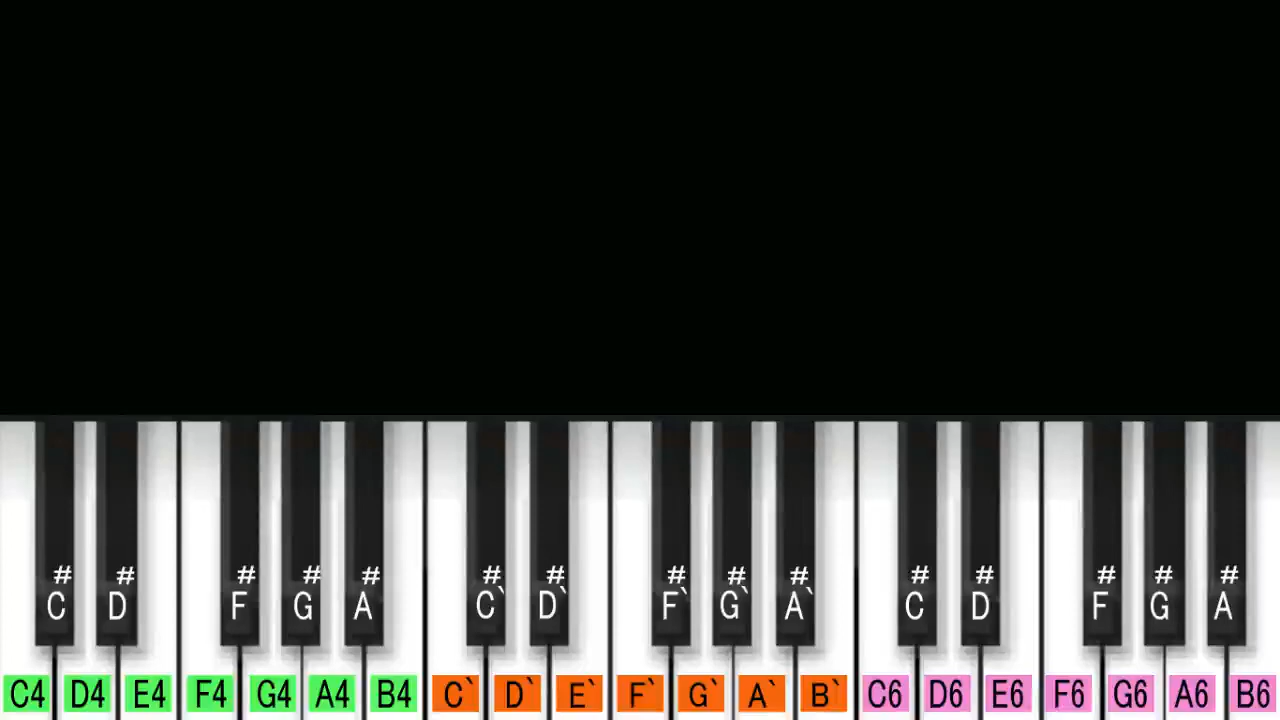 # # # # # # # # # # # # # # #
C D F G A C` D` F` G` A` C D F G A
C4 D4 E4 F4 G4 A4 B4 C` D` E` F` G` A` B` C6 D6 E6 F6 G6 A6 B6